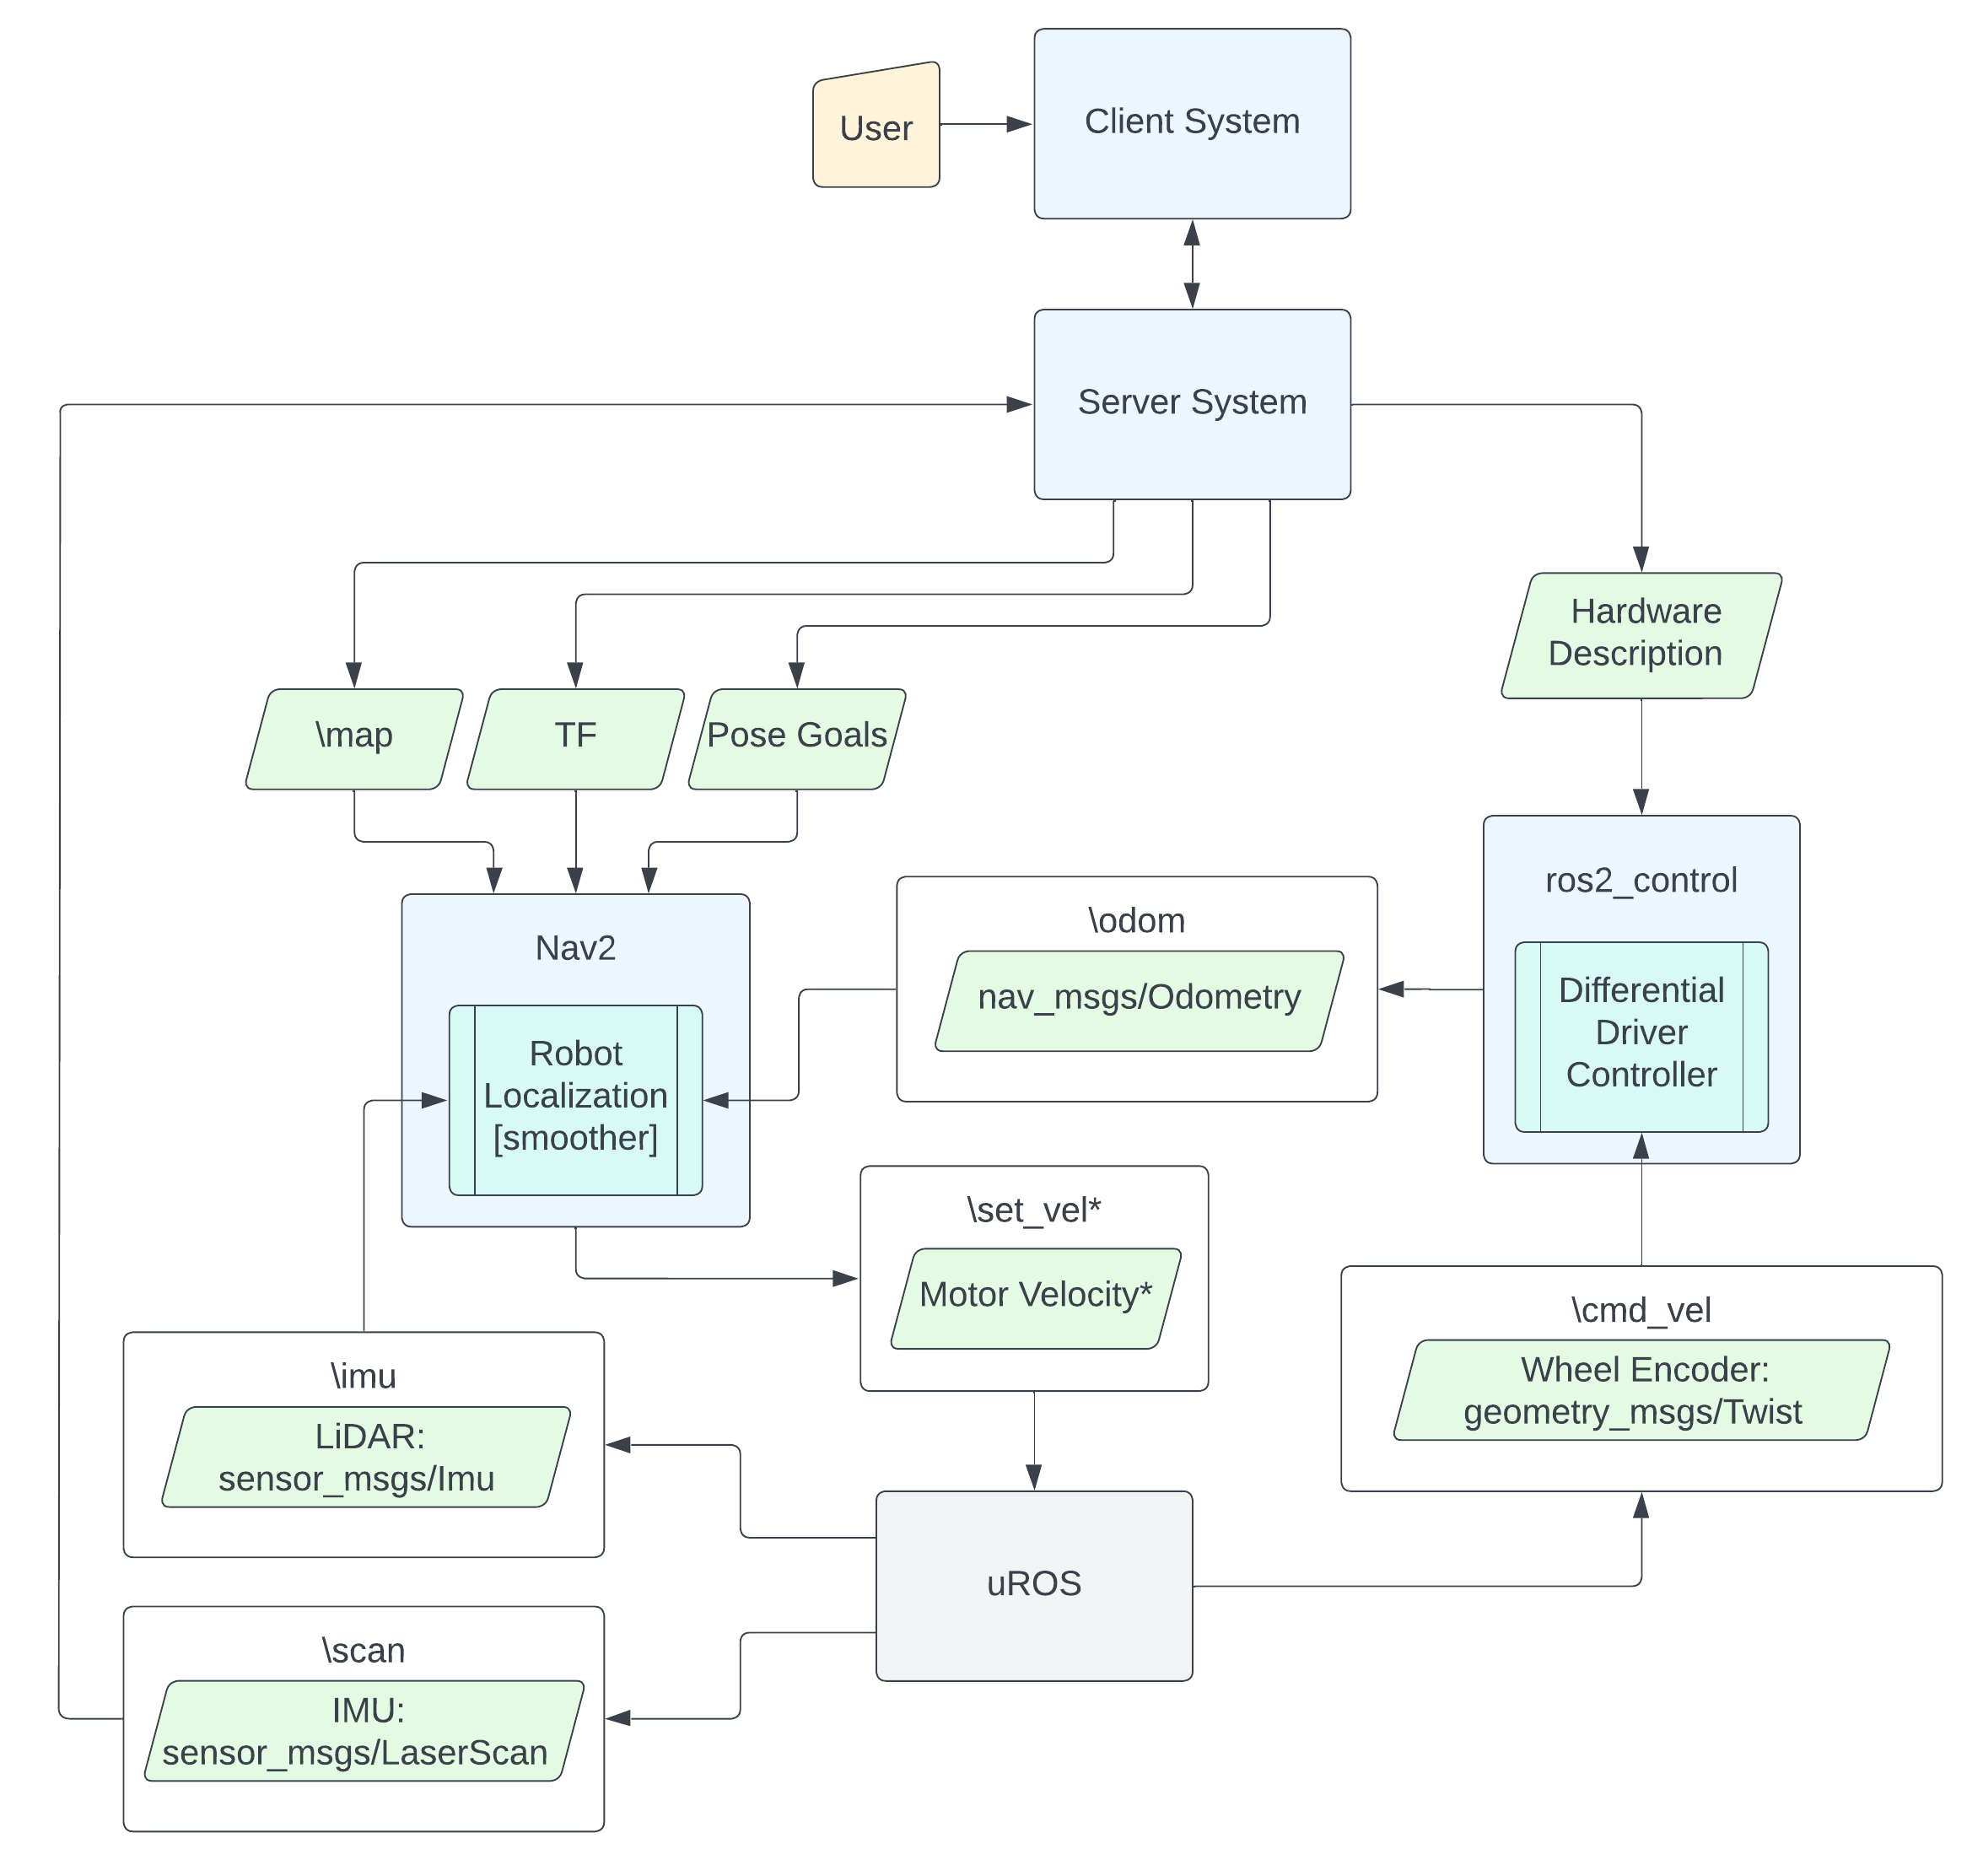 User
Client System
Server System
Hardware
Description
\map
TF
Pose Goals
ros2_control
Differential
Driver
Controller
\odom
nav_msgs/Odometry
Nav2
Robot
Localization
[smoother]
\set_vel*
Motor Velocity*
\cmd_vel
Wheel Encoder:
geometry_msgs/Twist
\imu
LiDAR:
sensor_msgs/Imu
uROS
\scan
IMU:
sensor_msgs/LaserScan